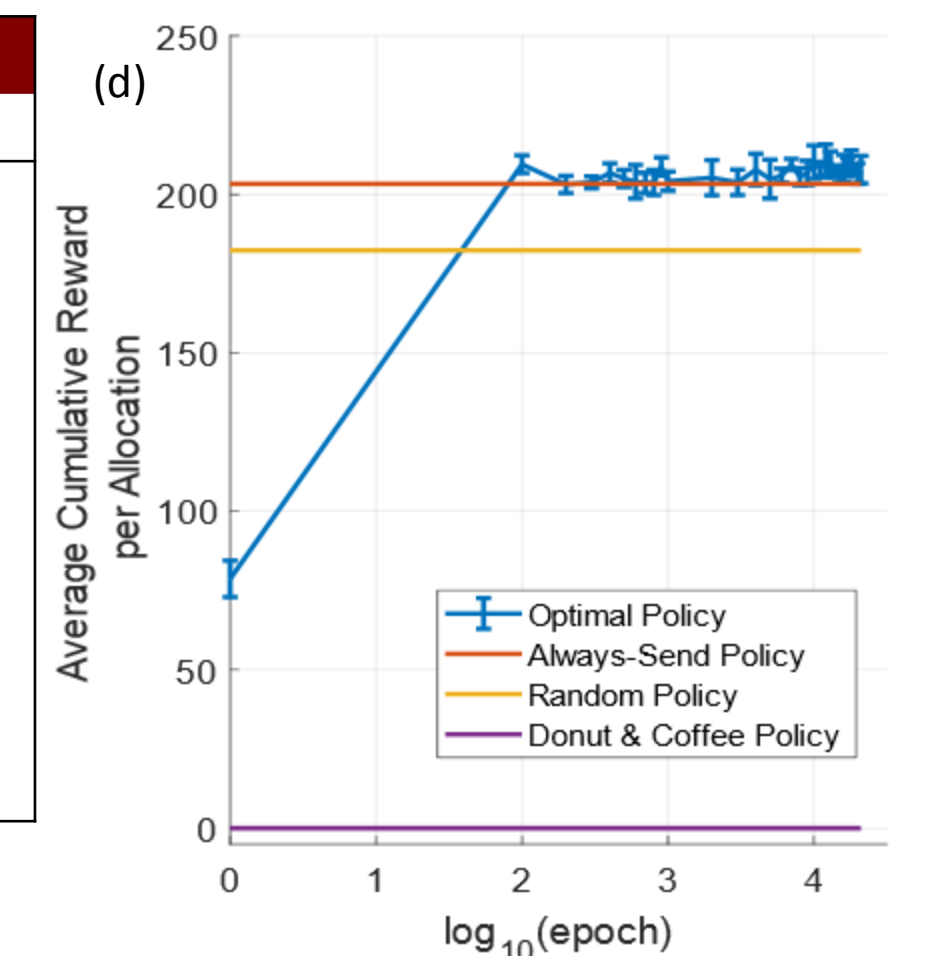 (d)
250
200
150
100
50
0
Average Cumulative Reward
per Allocation
Optimal Policy
Always-Send Policy
Random Policy
Donut & Coffee Policy
0 1 2 3 4
log10(epoch)